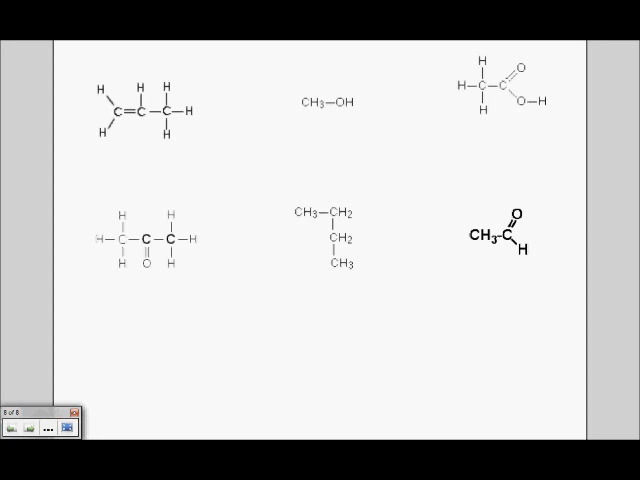 H H H
C=C–C–H
H H
CH3–OH
H O
H–C–C
H O–H
H H
H–C–C–C–H
H O H
CH3–CH2
CH2
CH3
O
CH3–C
H
8 of 8
...